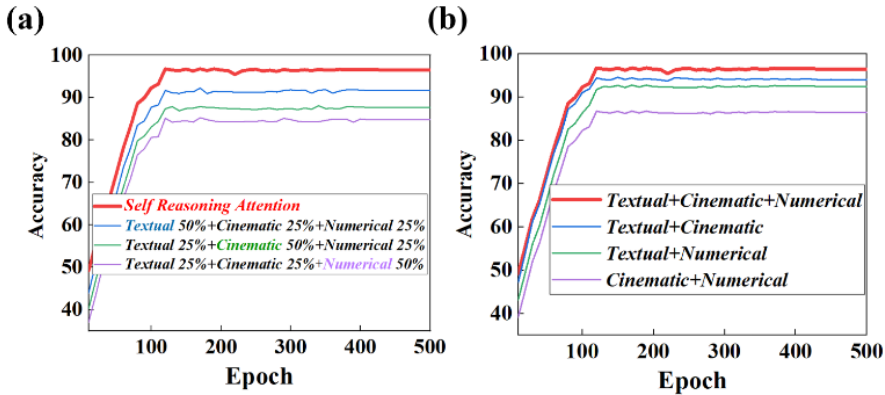 (a)
Accuracy
100
90
80
70
60
50
40
Self Reasoning Attention
Textual 50%+Cinematic 25%+Numerical 25%
Textual 25%+Cinematic 50%+Numerical 25%
Textual 25%+Cinematic 25%+Numerical 50%
100
200
300
400
500
Epoch
(b)
Accuracy
100
90
80
70
60
50
40
Textual+Cinematic+Numerical
Textual+Cinematic
Textual+Numerical
Cinematic+Numerical
100
200
300
400
500
Epoch